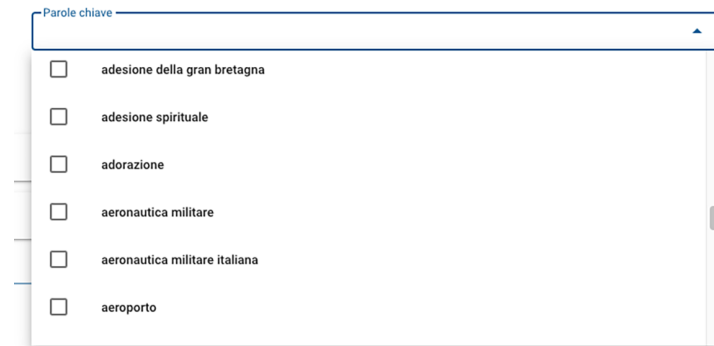 Parole chiave
adesione della gran bretagna
adesione spirituale
adorazione
aeronautica militare
aeronautica militare italiana
aeroporto